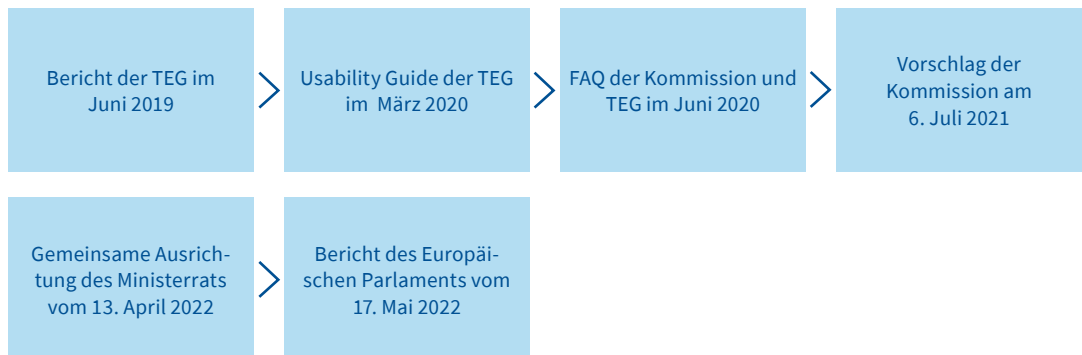 Bericht der TEG im
Juni 2019
Usability Guide der TEG
im März 2020
FAQ der Kommission und
TEG im Juni 2020
Vorschlag der
Kommission am
6. Juli 2021
Gemeinsame Ausrich-
tung des Ministerrats
vom 13. April 2022
Bericht des Europäi-
schen Parlaments vom
17. Mai 2022